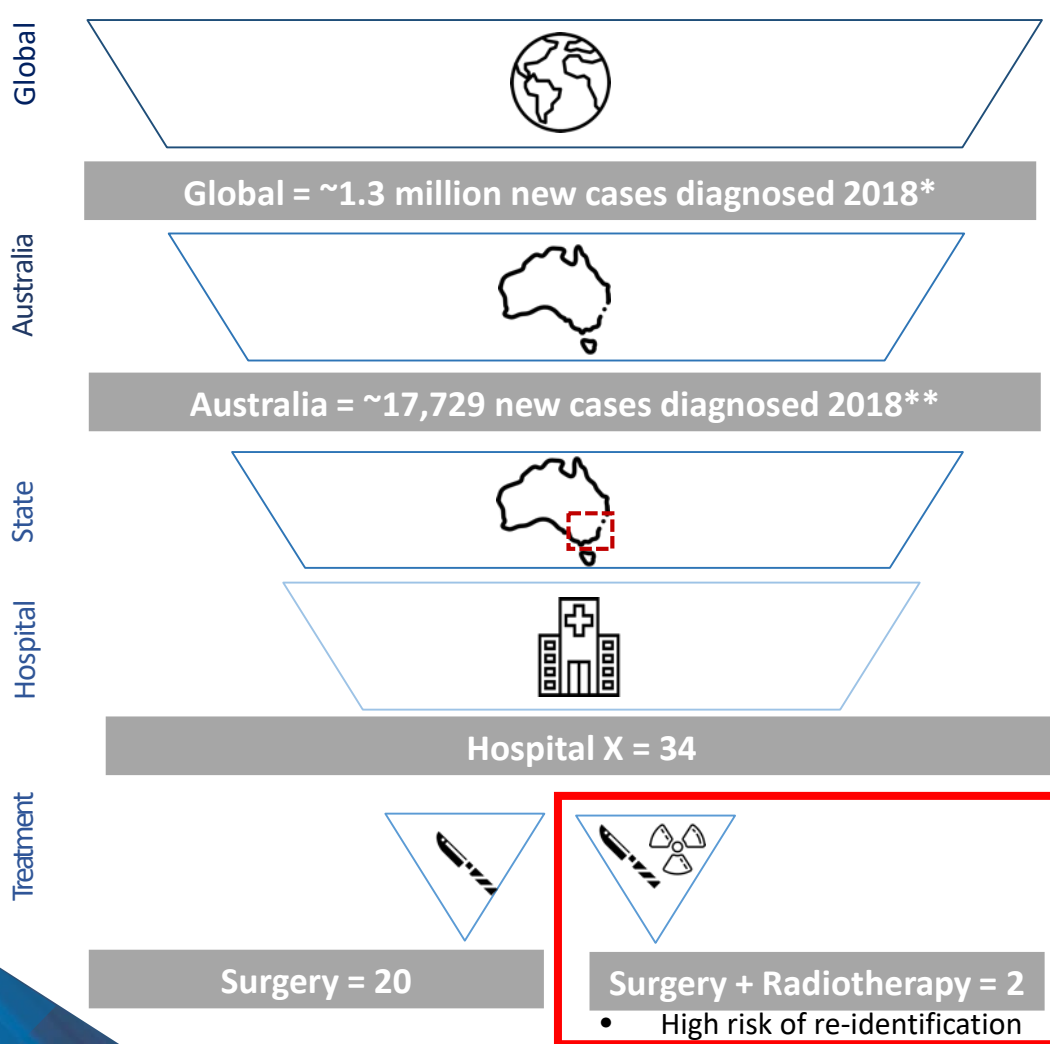 Global
Global = ~1.3 million new cases diagnosed 2018*
Australia
Australia = ~17,729 new cases diagnosed 2018**
State
Hospital
Hospital X = 34
Treatment
Surgery = 20
Surgery + Radiotherapy = 2
• High risk of re-identification